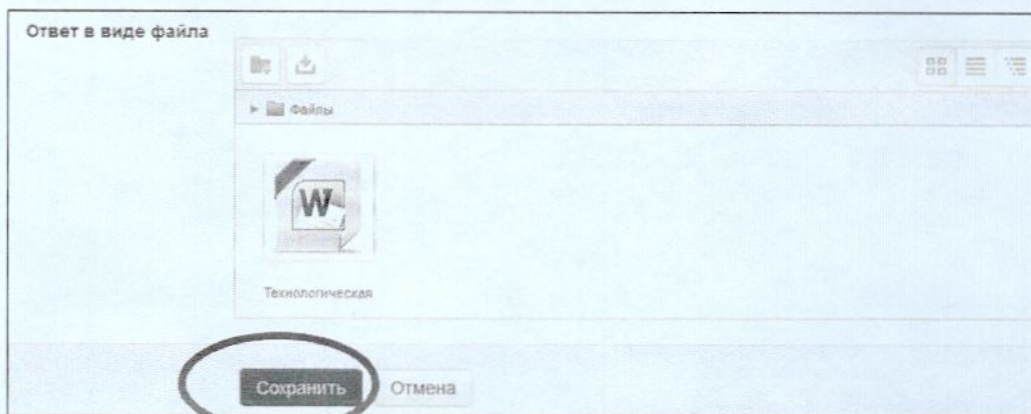 Ответ в виде файла
Файлы
W
Технологическая
Сохранить
Отмена